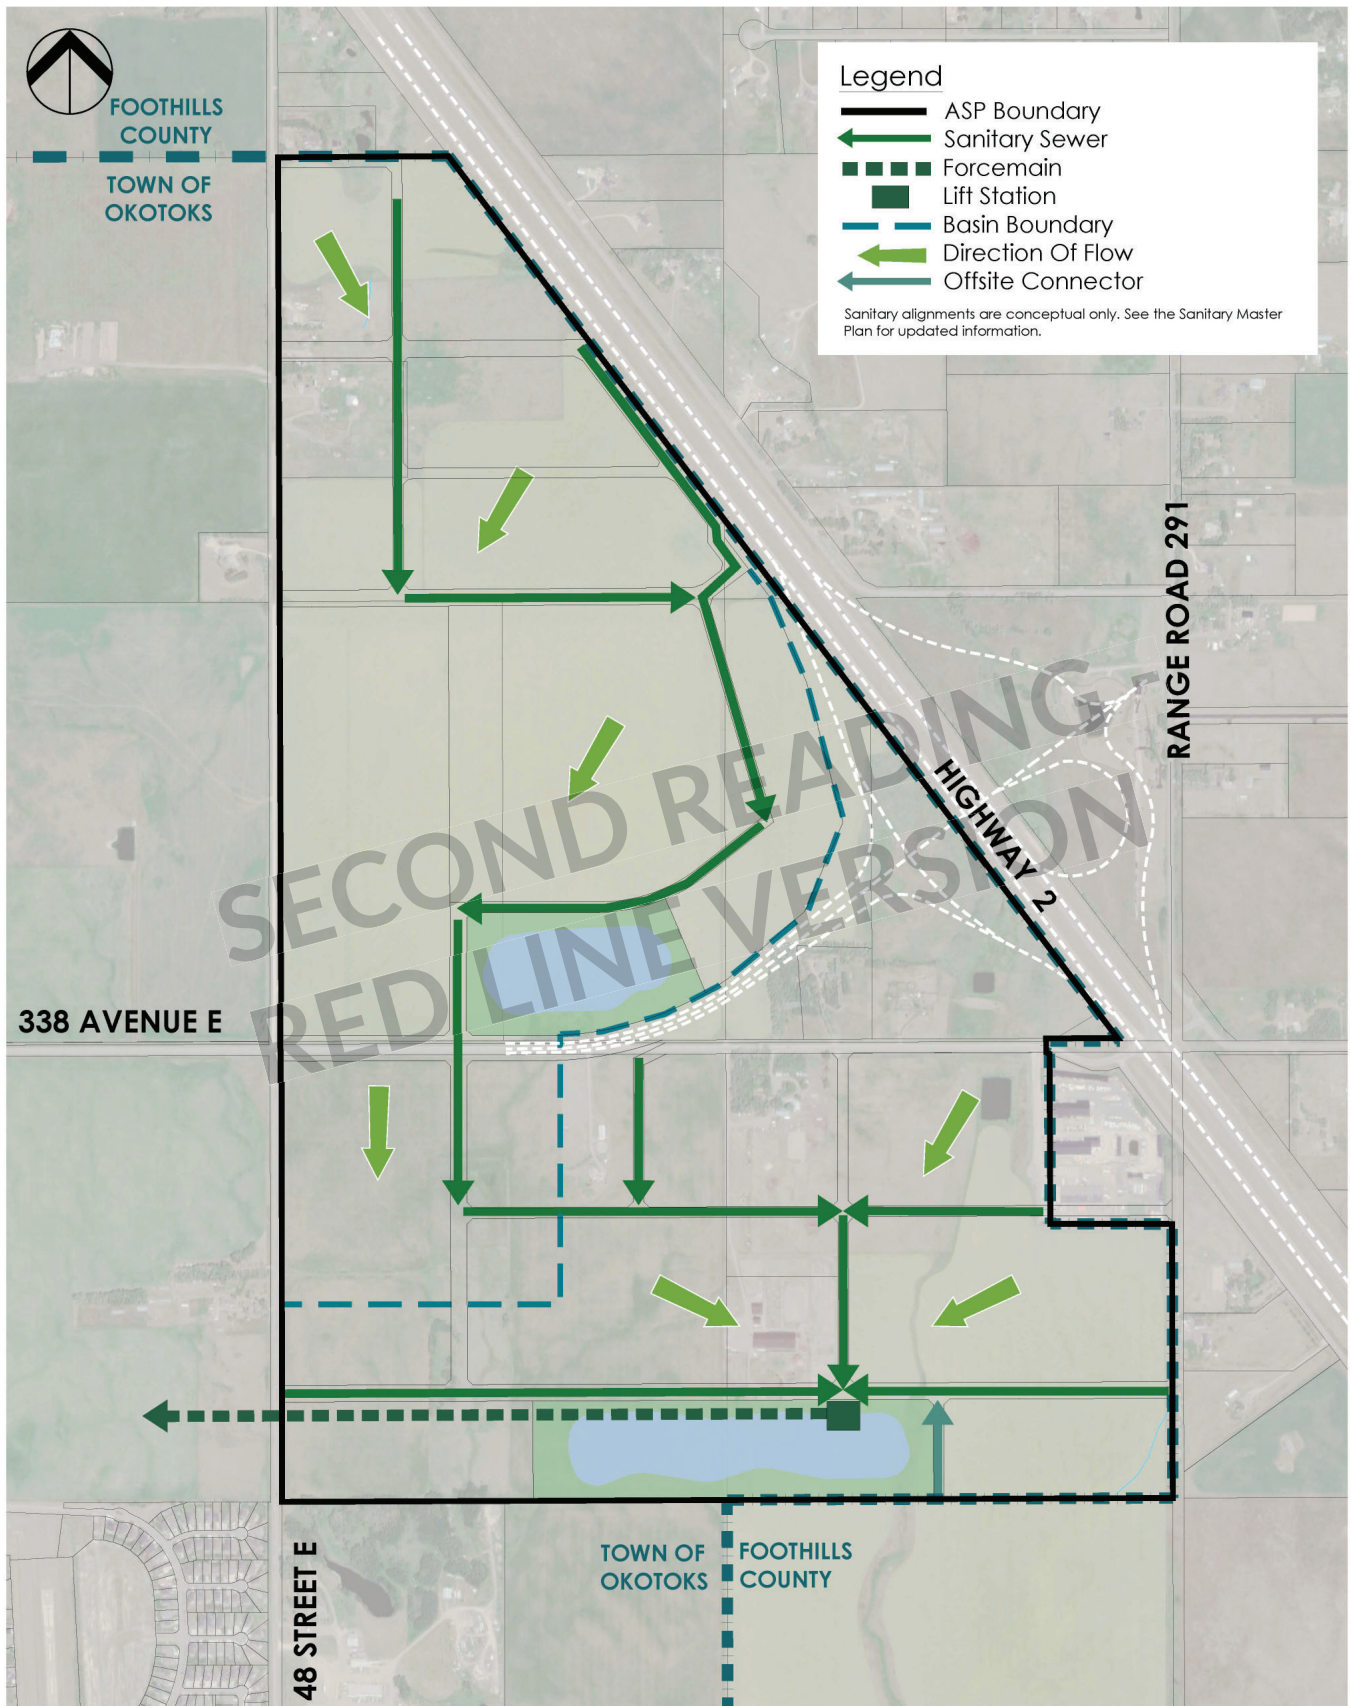 FOOTHILLS
COUNTY
TOWN OF
OKOTOKS
Legend
ASP Boundary
Sanitary Sewer
Forcemain
Lift Station
Basin Boundary
Direction Of Flow
Offsite Connector
Sanitary alignments are conceptual only. See the Sanitary Master
Plan for updated information.
RANGE ROAD 291
HIGHWAY 2
SECOND READING
RED LINE VERSION
338 AVENUE E
48 STREET E
TOWN OF
OKOTOKS
FOOTHILLS
COUNTY